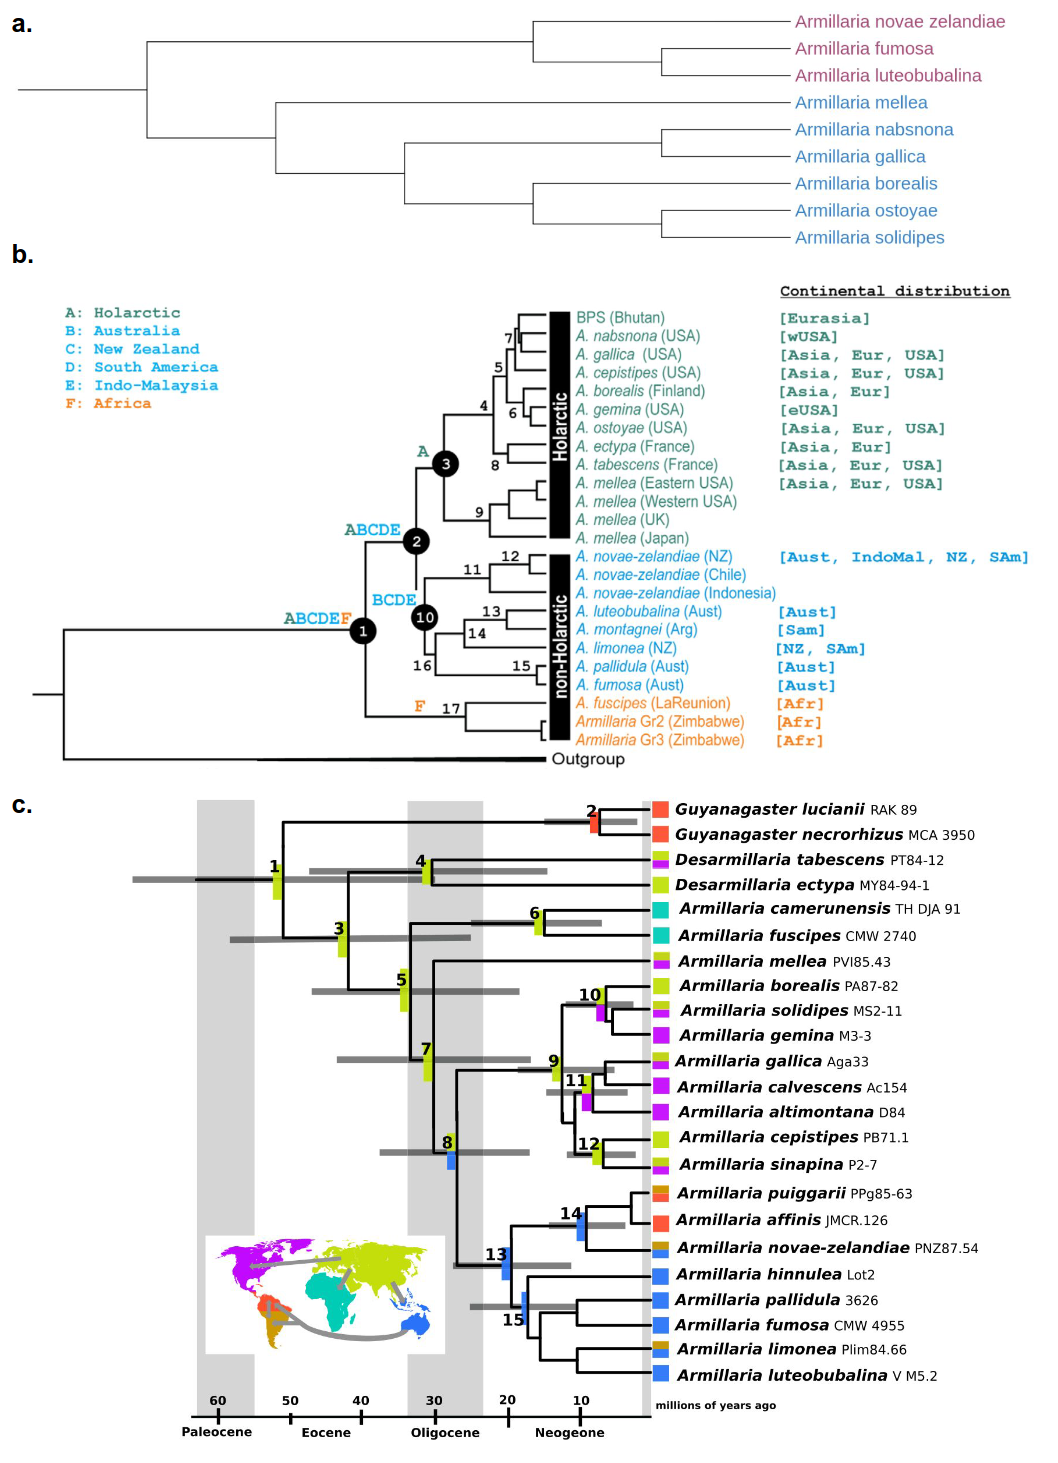 a.
Armillaria novae zelandiae
Armillaria fumosa
Armillaria luteobubalina
Armillaria mellea
Armillaria nabsnona
Armillaria gallica
Armillaria borealis
Armillaria ostoyae
Armillaria solidipes
b.
Continental distribution
A: Holarctic
B: Australia
C: New Zealand
D: South America
E: Indo-Malaysia
F: Africa
BPS (Bhutan) [Eurasia]
7 A. nabsnona (USA) [wUSA]
A. gallica (USA) [Asia, Eur, USA]
5 A. cepistipes (USA) [Asia, Eur, USA]
A. borealis (Finland) [Asia, Eur]
4 6 A. gemina (USA) [eUSA]
A. ostoyae (USA) [Asia, Eur, USA]
A. ectypa (France) [Asia, Eur]
A 3 8 A. tabescens (France) [Asia, Eur, USA]
A. mellea (Eastern USA) [Asia, Eur, USA]
A. mellea (Western USA)
9 A. mellea (UK)
A. mellea (Japan)
Holarctic
ABCDE 2
12 A. novae-zelandiae (NZ) [Aust, IndoMal, NZ, SAm]
11 A. novae-zelandiae (Chile)
BCDE A. novae-zelandiae (Indonesia)
10 13 A. luteobubalina (Aust) [Aust]
ABCDEF 1 14 A. montagnei (Arg) [Sam]
A. limonea (NZ) [NZ, SAm]
16 15 A. pallidula (Aust) [Aust]
A. fumosa (Aust) [Aust]
non-Holarctic
F 17 A. fuscipes (LaReunion) [Afr]
Armillaria Gr2 (Zimbabwe) [Afr]
Armillaria Gr3 (Zimbabwe) [Afr]
Outgroup
c.
2 Guyanagaster lucianii RAK 89
Guyanagaster necrorhizus MCA 3950
1 4 Desarmillaria tabescens PT84-12
Desarmillaria ectypa MY84-94-1
6 Armillaria camerunensis TH DJA 91
3 Armillaria fuscipes CMW 2740
Armillaria mellea PVI85.43
5 Armillaria borealis PA87-82
10 Armillaria solidipes MS2-11
Armillaria gemina M3-3
7 9 Armillaria gallica Aga33
11 Armillaria calvescens Ac154
Armillaria altimontana D84
8 12 Armillaria cepistipes PB71.1
Armillaria sinapina P2-7
Armillaria puiggarii PPg85-63
14 Armillaria affinis JMCR.126
13 Armillaria novae-zelandiae PNZ87.54
Armillaria hinnulea Lot2
15 Armillaria pallidula 3626
Armillaria fumosa CMW 4955
Armillaria limonea Plim84.66
Armillaria luteobubalina V M5.2
60 50 40 30 20 10 millions of years ago
Paleocene Eocene Oligocene Neogeone